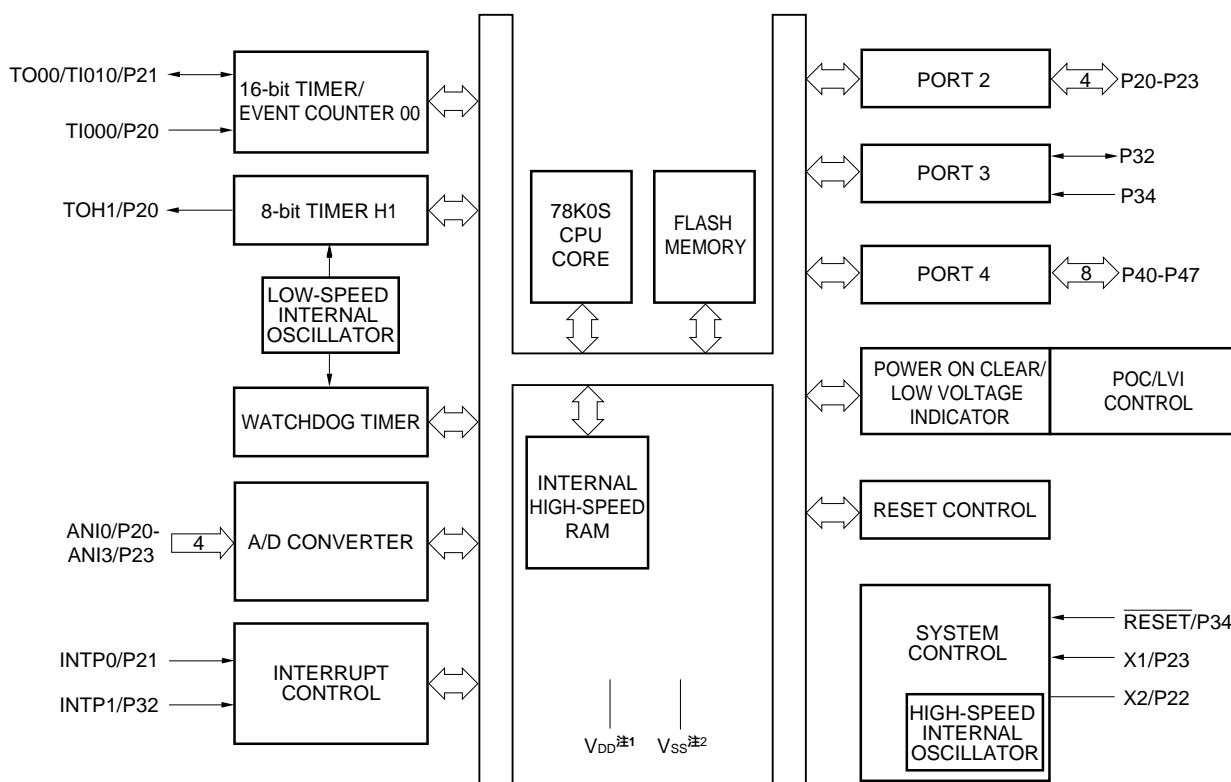 TO00/TI010/P21
TI000/P20
16-bit TIMER/
EVENT COUNTER 00
TOH1/P20
8-bit TIMER H1
LOW-SPEED
INTERNAL
OSCILLATOR
WATCHDOG TIMER
ANI0/P20-
ANI3/P23
4
A/D CONVERTER
INTP0/P21
INTP1/P32
INTERRUPT
CONTROL
78K0S
CPU
CORE
FLASH
MEMORY
INTERNAL
HIGH-SPEED
RAM
VDD注1
VSS注2
PORT 2
4
P20-P23
PORT 3
P32
P34
PORT 4
8
P40-P47
POWER ON CLEAR/
LOW VOLTAGE
INDICATOR
POC/LVI
CONTROL
RESET CONTROL
SYSTEM
CONTROL
RESET/P34
X1/P23
X2/P22
HIGH-SPEED
INTERNAL
OSCILLATOR